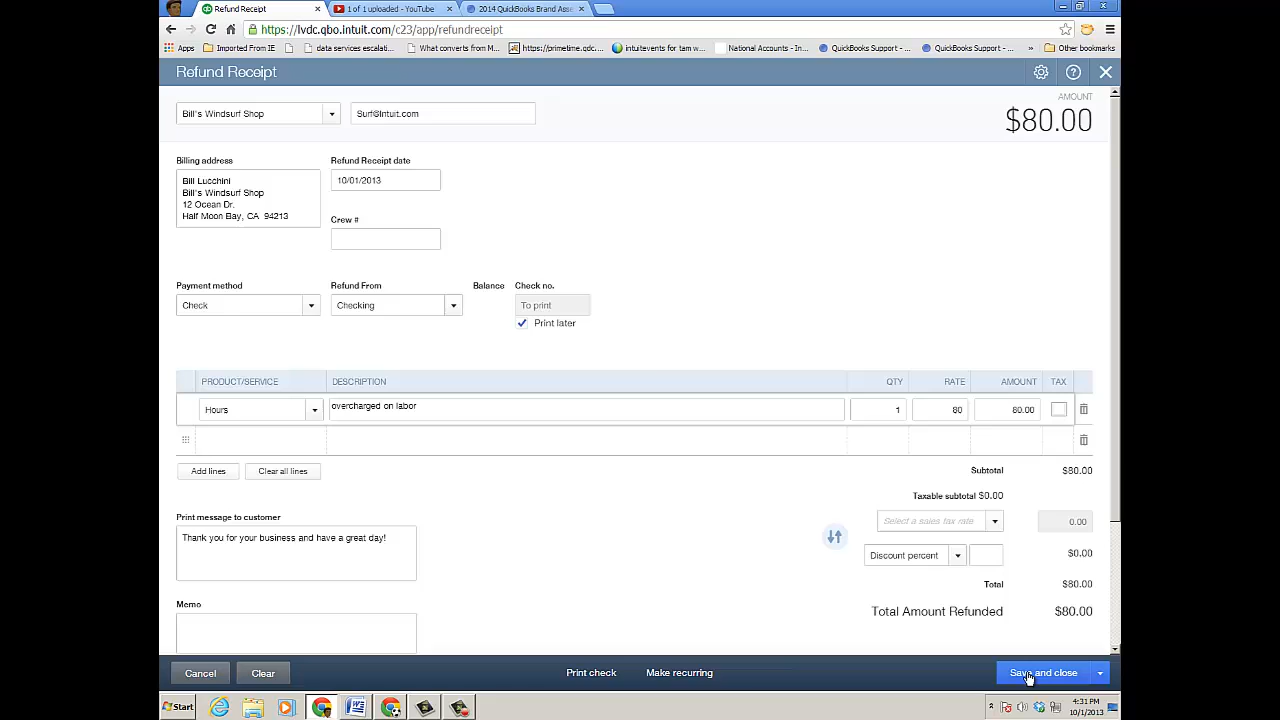 Refund Receipt
1 of 1 uploaded - YouTube
2014 QuickBooks Brand Asse
https://lvdc.qbo.intuit.com/c23/app/refundreceipt
Apps
Imported From IE
data services escalati...
What converts from M...
https://primetime.qdc....
intuitevents for tam w...
National Accounts - In...
QuickBooks Support - ...
QuickBooks Support - ...
»
Other bookmarks
Refund Receipt
AMOUNT
$80.00
Bill's Windsurf Shop
Surf@Intuit.com
Billing address
Refund Receipt date
Bill Lucchini
Bill's Windsurf Shop
12 Ocean Dr.
Half Moon Bay, CA 94213
10/01/2013
Crew #
Payment method
Refund From
Balance
Check no.
Check
Checking
To print
Print later
PRODUCT/SERVICE
DESCRIPTION
QTY
RATE
AMOUNT
TAX
Hours
overcharged on labor
1
80
80.00
Add lines
Clear all lines
Subtotal
$80.00
Taxable subtotal $0.00
Select a sales tax rate
0.00
Print message to customer
Thank you for your business and have a great day!
Discount percent
$0.00
Total
$80.00
Memo
Total Amount Refunded
$80.00
Cancel
Clear
Print check
Make recurring
Save and close
Start
4:31 PM
10/1/2013